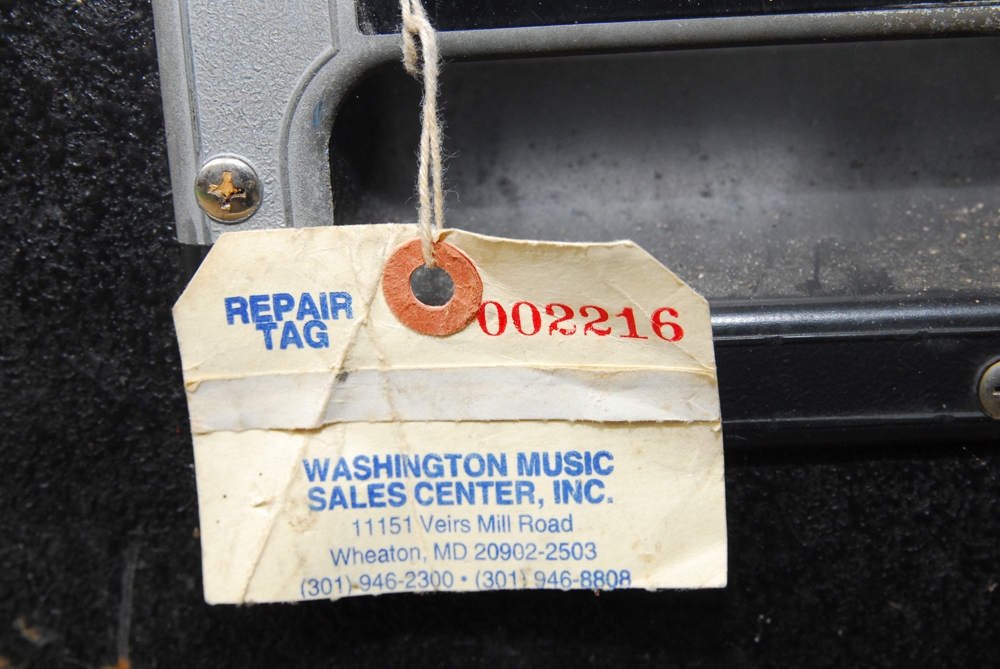 REPAIR
TAG
002216
WASHINGTON MUSIC
SALES CENTER, INC.
11151 Veirs Mill Road
Wheaton, MD 20902-2503
(301) 946-2300 • (301) 946-8808